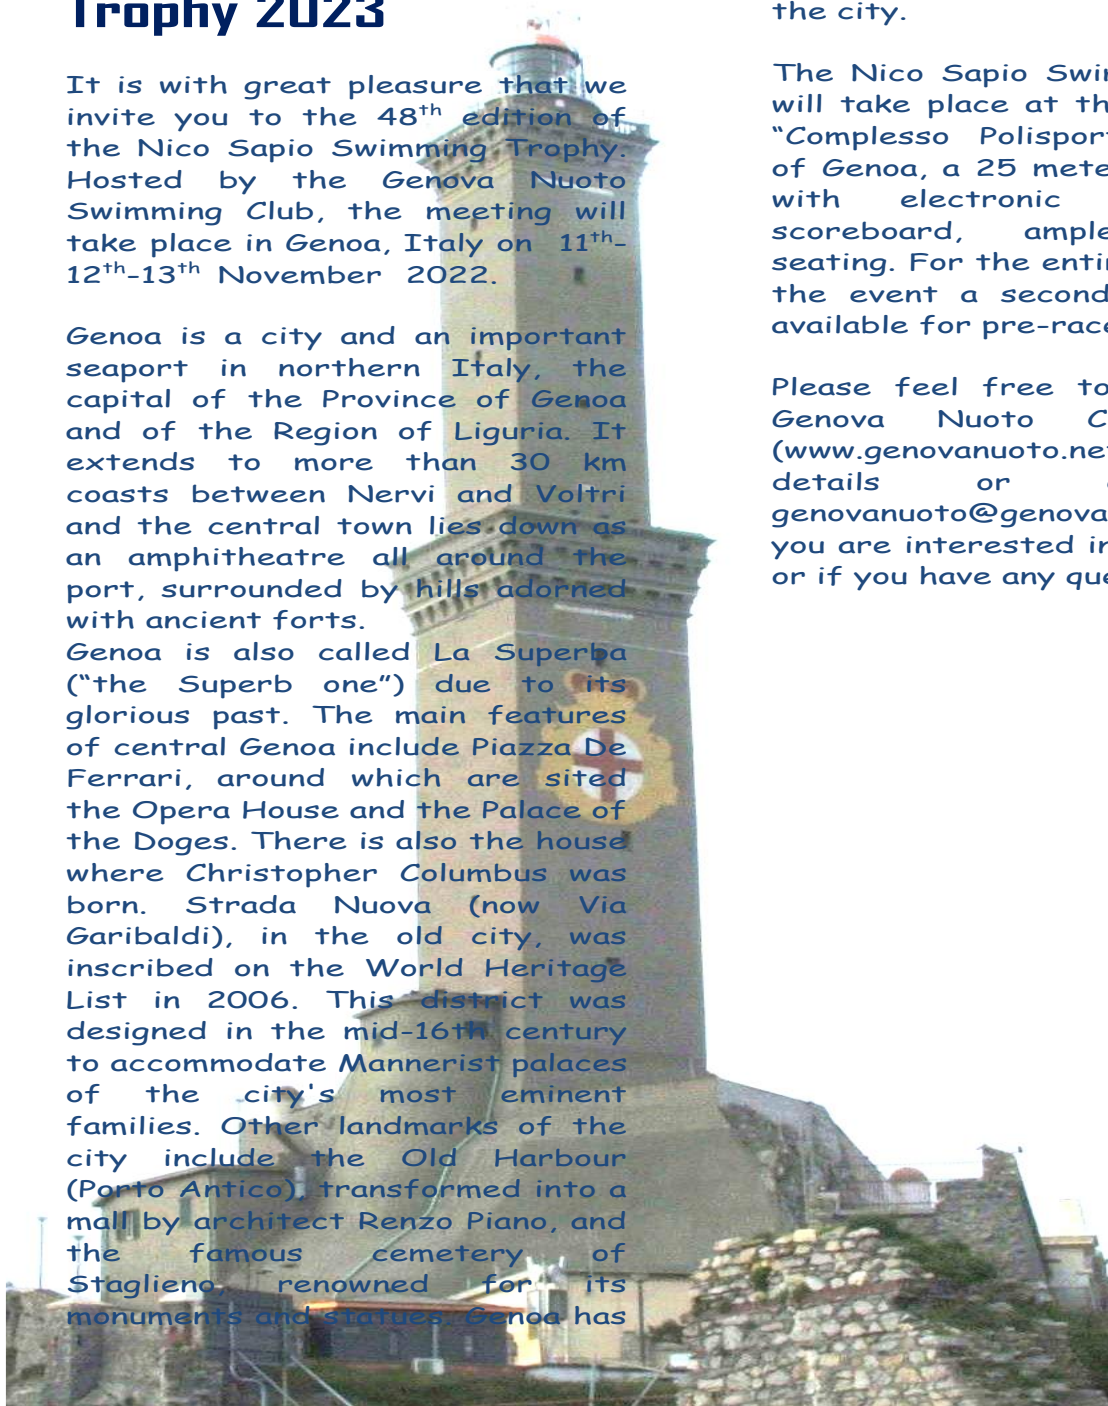 Trophy 2023
It is with great pleasure that we
invite you to the 48th edition of
the Nico Sapio Swimming Trophy.
Hosted by the Genova Nuoto
Swimming Club, the meeting will
take place in Genoa, Italy on 11th-
12th-13th November 2022.
Genoa is a city and an important
seaport in northern Italy, the
capital of the Province of Genoa
and of the Region of Liguria. It
extends to more than 30 km
coasts between Nervi and Voltri
and the central town lies down as
an amphitheatre all around the
port, surrounded by hills adorned
with ancient forts.
Genoa is also called La Superba
(“the Superb one”) due to its
glorious past. The main features
of central Genoa include Piazza De
Ferrari, around which are sited
the Opera House and the Palace of
the Doges. There is also the house
where Christopher Columbus was
born. Strada Nuova (now Via
Garibaldi), in the old city, was
inscribed on the World Heritage
List in 2006. This district was
designed in the mid-16th century
to accommodate Mannerist palaces
of the city's most eminent
families. Other landmarks of the
city include the Old Harbour
(Porto Antico), transformed into a
mall by architect Renzo Piano, and
the famous cemetery of
Staglieno, renowned for its
monuments and statues. Genoa has
the city.
The Nico Sapio
will take place at
“Complesso
of Genoa, a 25
with electronic
scoreboard, ample
seating. For the
the event a second
available for
Please feel free to
Genova Nuoto
(www.genovanuoto.net
details or
genovanuoto@genova
you are interested in
or if you have any